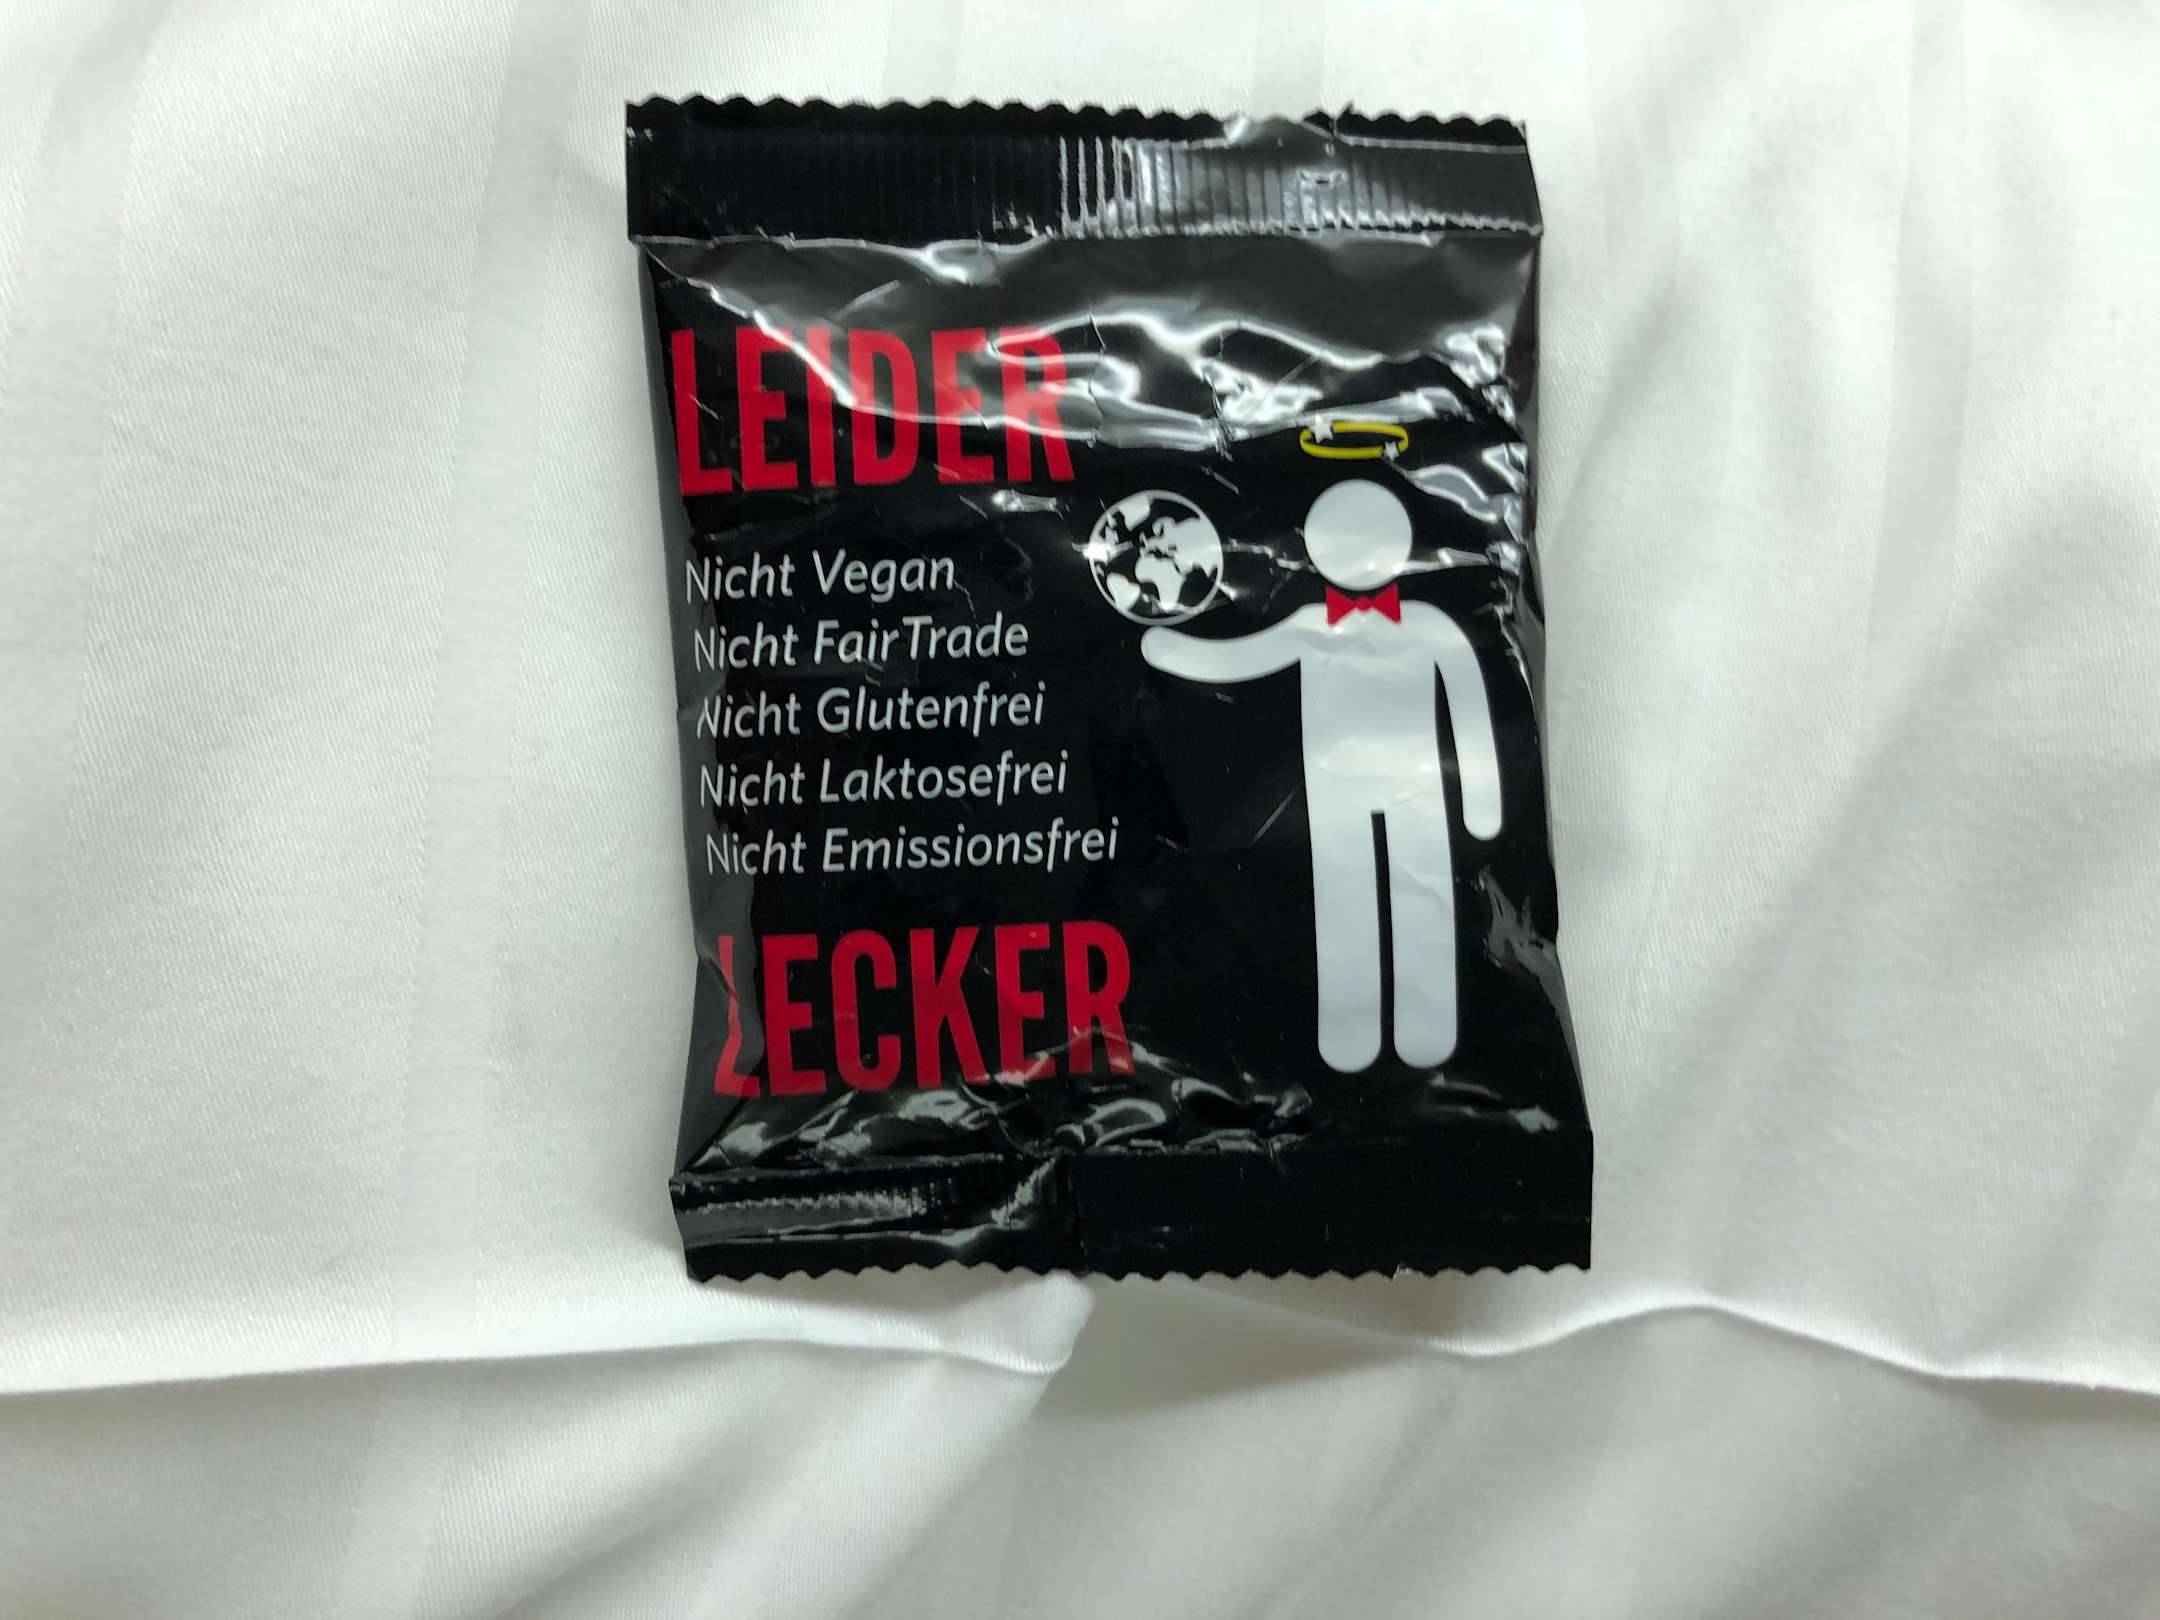 LEIDER
Nicht Vegan
Nicht FairTrade
Nicht Glutenfrei
Nicht Laktosefrei
Nicht Emissionsfrei
LECKER